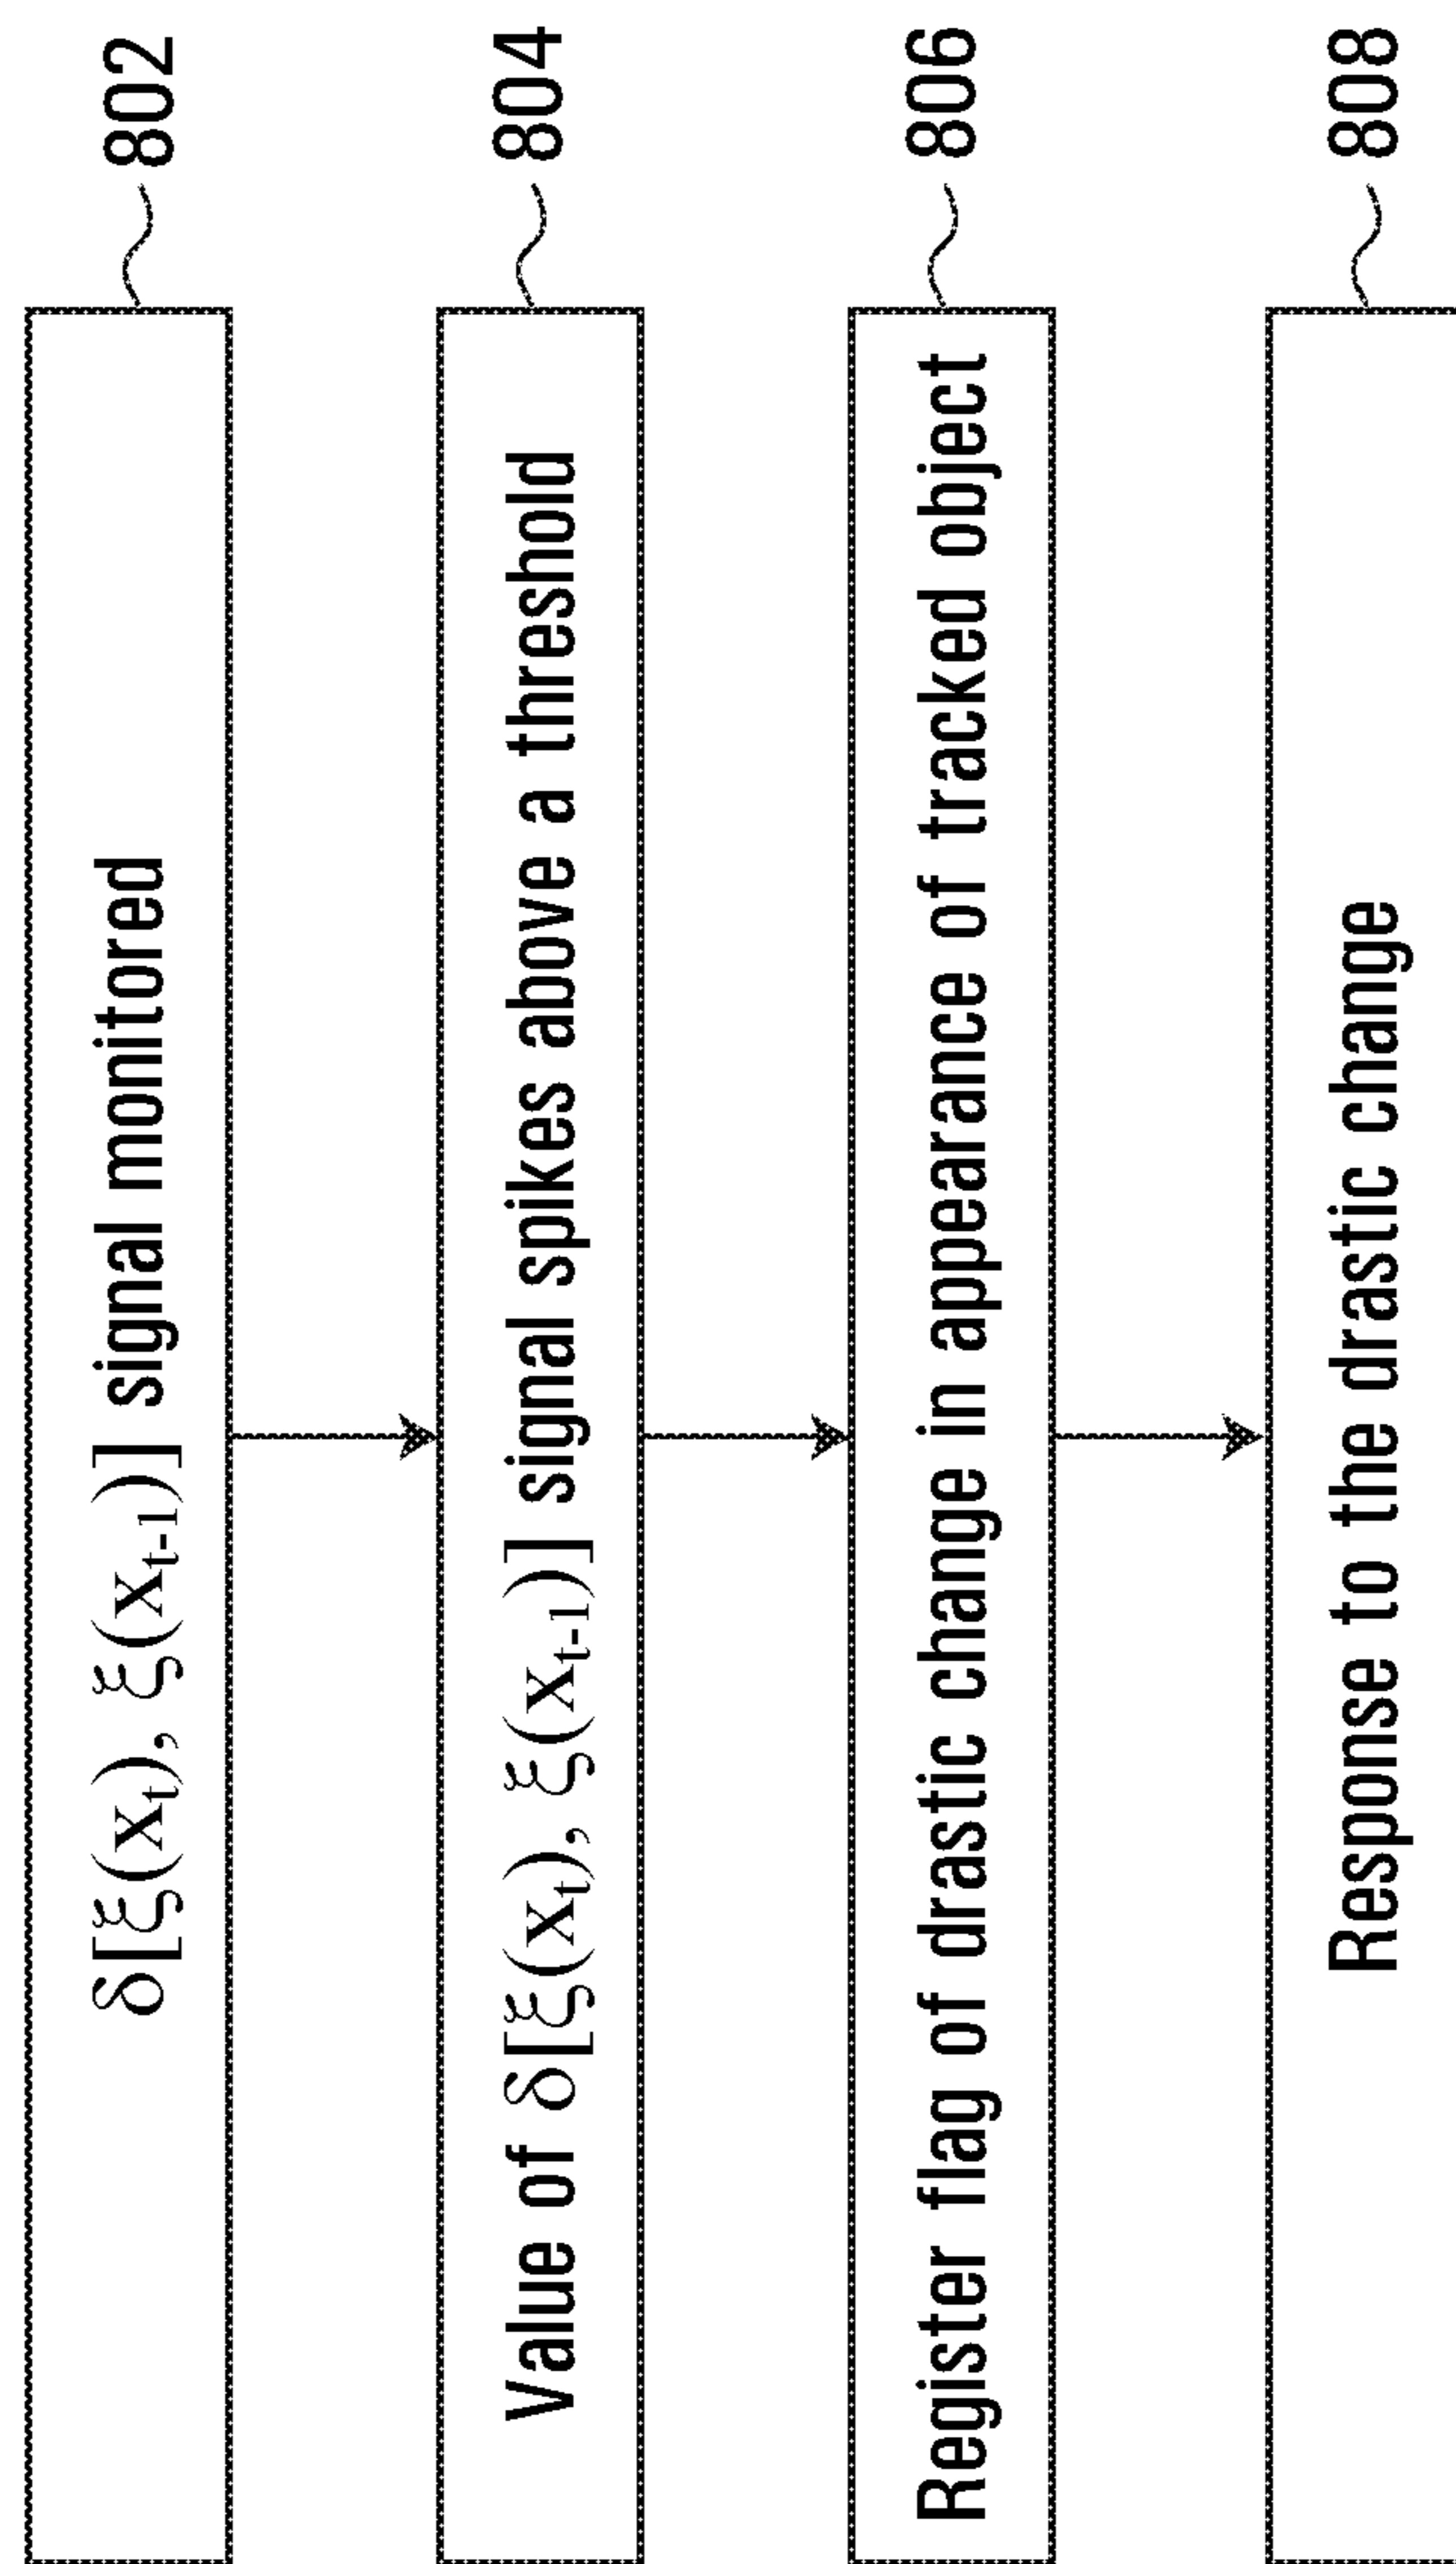 δ[ξ(x_t), ξ(x_{t-1})] signal monitored
802
Value of δ[ξ(x_t), ξ(x_{t-1})] signal spikes above a threshold
804
Register flag of drastic change in appearance of tracked object
806
Response to the drastic change
808